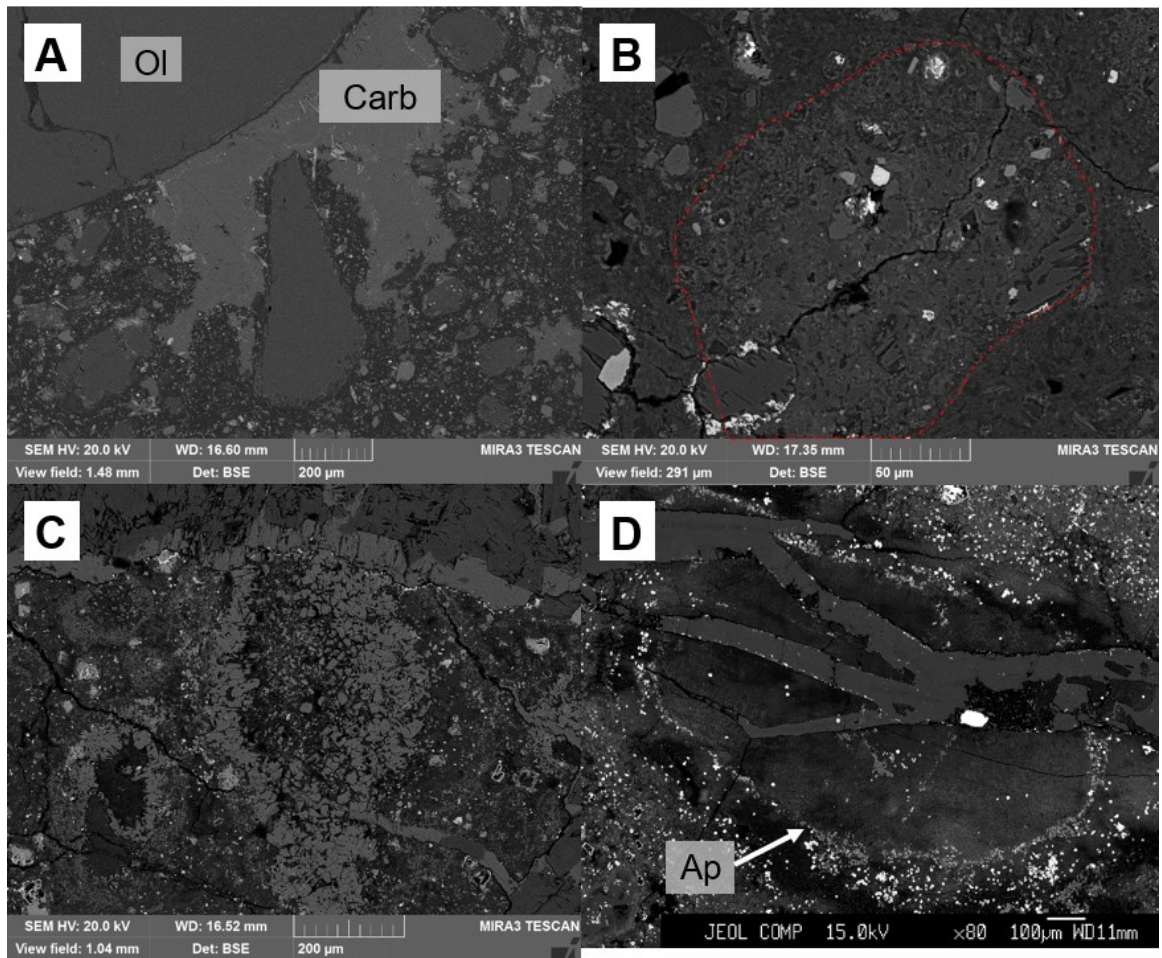 A
Ol
Carb
SEM HV: 20.0 kV WD: 16.60 mm MIRA3 TESCAN
View field: 1.48 mm Det: BSE 200 µm
B
SEM HV: 20.0 kV WD: 17.35 mm MIRA3 TESCAN
View field: 291 µm Det: BSE 50 µm
C
SEM HV: 20.0 kV WD: 16.52 mm MIRA3 TESCAN
View field: 1.04 mm Det: BSE 200 µm
D
Ap
JEOL COMP 15.0kV ×80 100µm WD11mm